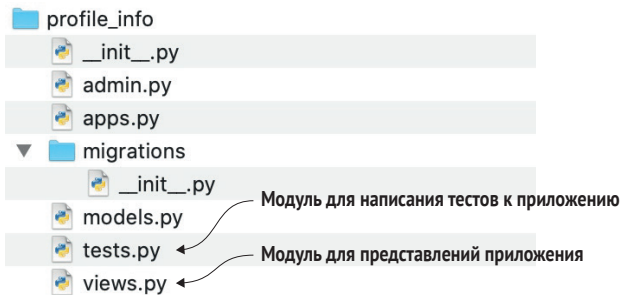 profile_info
__init__.py
admin.py
apps.py
migrations
__init__.py
models.py
Модуль для написания тестов к приложению
tests.py
Модуль для представлений приложения
views.py